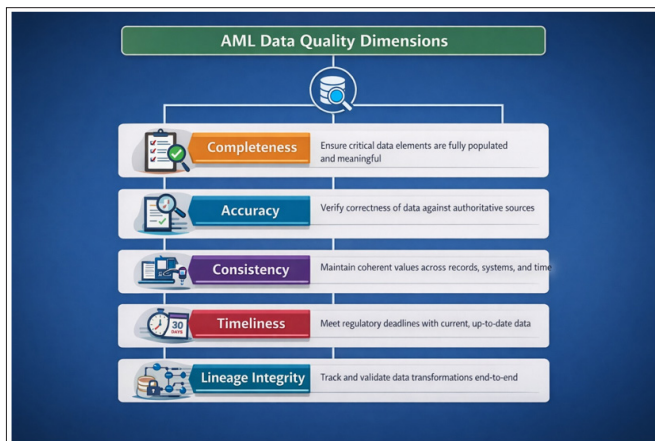 AML Data Quality Dimensions
Completeness
Ensure critical data elements are fully populated
and meaningful
Accuracy
Verify correctness of data against authoritative sources
Consistency
Maintain coherent values across records, systems, and time
30
DAYS
Timeliness
Meet regulatory deadlines with current, up-to-date data
Lineage Integrity
Track and validate data transformations end-to-end